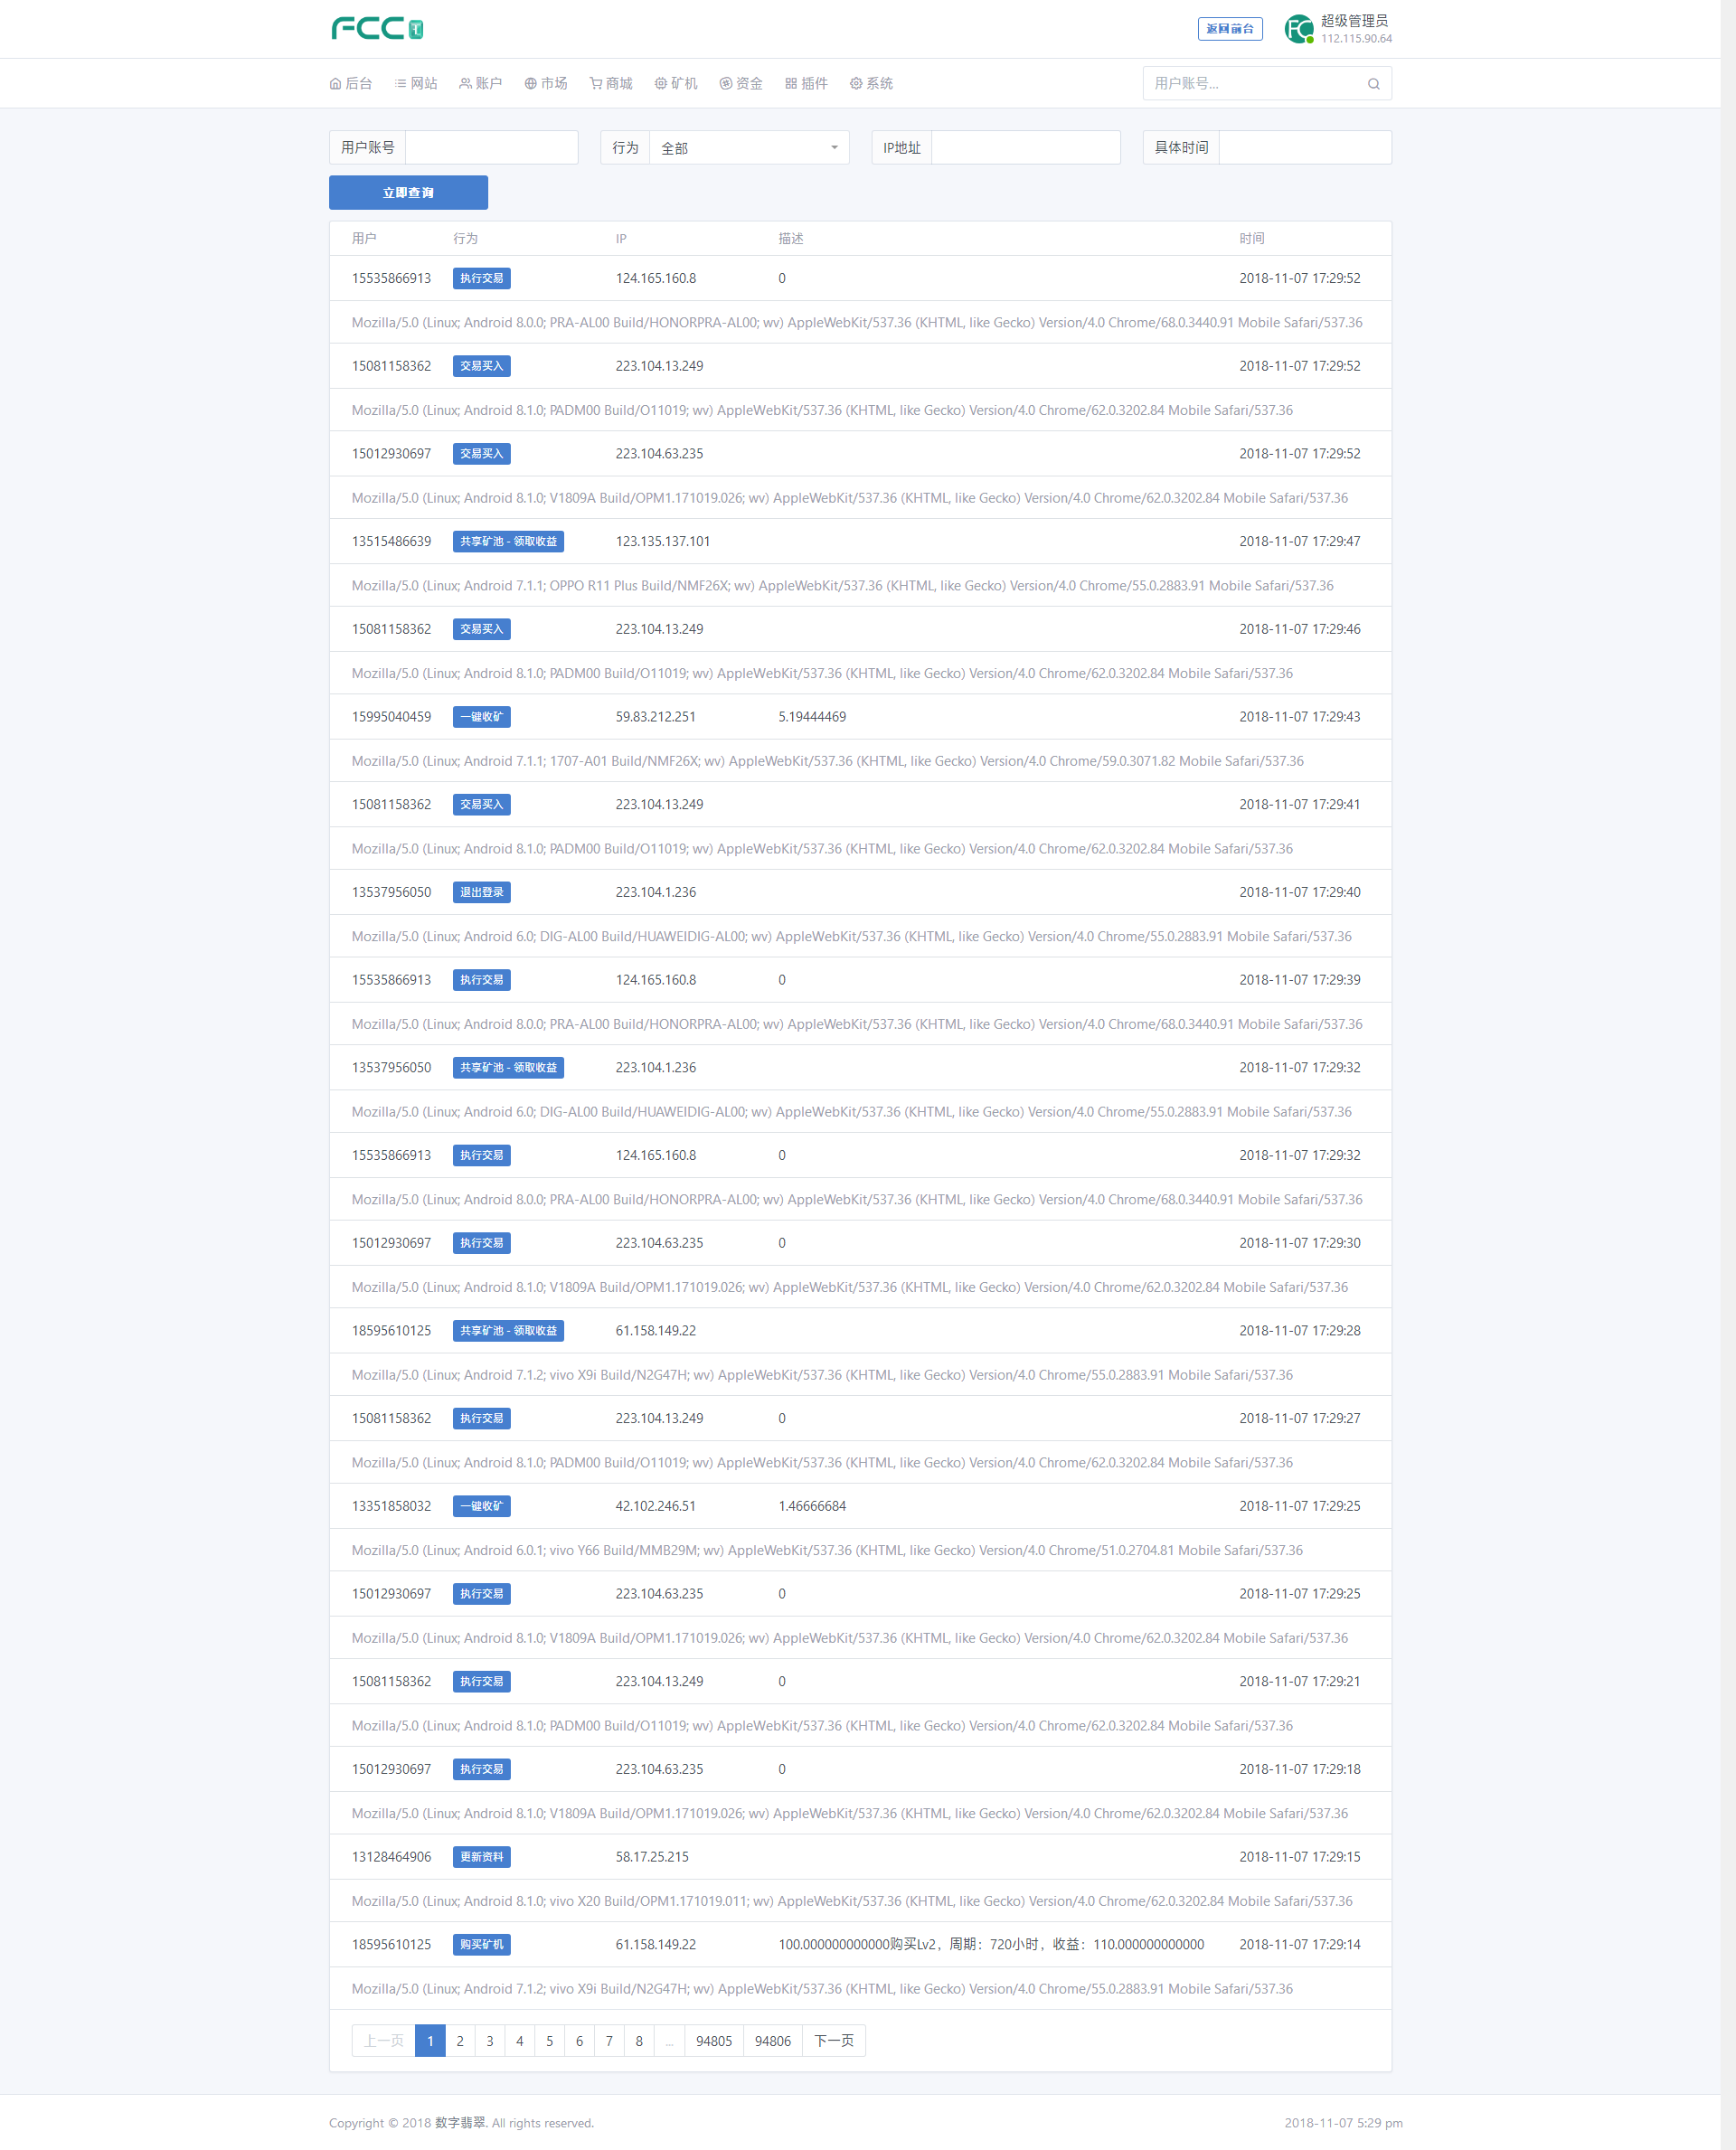 FCC
返回前台
超级管理员
112.115.90.64
后台 网站 账户 市场 商城 矿机 资金 插件 系统
用户账号...
用户账号 行为 全部 IP地址 具体时间
立即查询
用户 行为 IP 描述 时间
15535866913 执行交易 124.165.160.8 0 2018-11-07 17:29:52
Mozilla/5.0 (Linux; Android 8.0.0; PRA-AL00 Build/HONORPRA-AL00; wv) AppleWebKit/537.36 (KHTML, like Gecko) Version/4.0 Chrome/68.0.3440.91 Mobile Safari/537.36
15081158362 交易买入 223.104.13.249 2018-11-07 17:29:52
Mozilla/5.0 (Linux; Android 8.1.0; PADM00 Build/O11019; wv) AppleWebKit/537.36 (KHTML, like Gecko) Version/4.0 Chrome/62.0.3202.84 Mobile Safari/537.36
15012930697 交易买入 223.104.63.235 2018-11-07 17:29:52
Mozilla/5.0 (Linux; Android 8.1.0; V1809A Build/OPM1.171019.026; wv) AppleWebKit/537.36 (KHTML, like Gecko) Version/4.0 Chrome/62.0.3202.84 Mobile Safari/537.36
13515486639 共享矿池 - 领取收益 123.135.137.101 2018-11-07 17:29:47
Mozilla/5.0 (Linux; Android 7.1.1; OPPO R11 Plus Build/NMF26X; wv) AppleWebKit/537.36 (KHTML, like Gecko) Version/4.0 Chrome/55.0.2883.91 Mobile Safari/537.36
15081158362 交易买入 223.104.13.249 2018-11-07 17:29:46
Mozilla/5.0 (Linux; Android 8.1.0; PADM00 Build/O11019; wv) AppleWebKit/537.36 (KHTML, like Gecko) Version/4.0 Chrome/62.0.3202.84 Mobile Safari/537.36
15995040459 一键收矿 59.83.212.251 5.19444469 2018-11-07 17:29:43
Mozilla/5.0 (Linux; Android 7.1.1; 1707-A01 Build/NMF26X; wv) AppleWebKit/537.36 (KHTML, like Gecko) Version/4.0 Chrome/59.0.3071.82 Mobile Safari/537.36
15081158362 交易买入 223.104.13.249 2018-11-07 17:29:41
Mozilla/5.0 (Linux; Android 8.1.0; PADM00 Build/O11019; wv) AppleWebKit/537.36 (KHTML, like Gecko) Version/4.0 Chrome/62.0.3202.84 Mobile Safari/537.36
13537956050 退出登录 223.104.1.236 2018-11-07 17:29:40
Mozilla/5.0 (Linux; Android 6.0; DIG-AL00 Build/HUAWEIDIG-AL00; wv) AppleWebKit/537.36 (KHTML, like Gecko) Version/4.0 Chrome/55.0.2883.91 Mobile Safari/537.36
15535866913 执行交易 124.165.160.8 0 2018-11-07 17:29:39
Mozilla/5.0 (Linux; Android 8.0.0; PRA-AL00 Build/HONORPRA-AL00; wv) AppleWebKit/537.36 (KHTML, like Gecko) Version/4.0 Chrome/68.0.3440.91 Mobile Safari/537.36
13537956050 共享矿池 - 领取收益 223.104.1.236 2018-11-07 17:29:32
Mozilla/5.0 (Linux; Android 6.0; DIG-AL00 Build/HUAWEIDIG-AL00; wv) AppleWebKit/537.36 (KHTML, like Gecko) Version/4.0 Chrome/55.0.2883.91 Mobile Safari/537.36
15535866913 执行交易 124.165.160.8 0 2018-11-07 17:29:32
Mozilla/5.0 (Linux; Android 8.0.0; PRA-AL00 Build/HONORPRA-AL00; wv) AppleWebKit/537.36 (KHTML, like Gecko) Version/4.0 Chrome/68.0.3440.91 Mobile Safari/537.36
15012930697 执行交易 223.104.63.235 0 2018-11-07 17:29:30
Mozilla/5.0 (Linux; Android 8.1.0; V1809A Build/OPM1.171019.026; wv) AppleWebKit/537.36 (KHTML, like Gecko) Version/4.0 Chrome/62.0.3202.84 Mobile Safari/537.36
18595610125 共享矿池 - 领取收益 61.158.149.22 2018-11-07 17:29:28
Mozilla/5.0 (Linux; Android 7.1.2; vivo X9i Build/N2G47H; wv) AppleWebKit/537.36 (KHTML, like Gecko) Version/4.0 Chrome/55.0.2883.91 Mobile Safari/537.36
15081158362 执行交易 223.104.13.249 0 2018-11-07 17:29:27
Mozilla/5.0 (Linux; Android 8.1.0; PADM00 Build/O11019; wv) AppleWebKit/537.36 (KHTML, like Gecko) Version/4.0 Chrome/62.0.3202.84 Mobile Safari/537.36
13351858032 一键收矿 42.102.246.51 1.46666684 2018-11-07 17:29:25
Mozilla/5.0 (Linux; Android 6.0.1; vivo Y66 Build/MMB29M; wv) AppleWebKit/537.36 (KHTML, like Gecko) Version/4.0 Chrome/51.0.2704.81 Mobile Safari/537.36
15012930697 执行交易 223.104.63.235 0 2018-11-07 17:29:25
Mozilla/5.0 (Linux; Android 8.1.0; V1809A Build/OPM1.171019.026; wv) AppleWebKit/537.36 (KHTML, like Gecko) Version/4.0 Chrome/62.0.3202.84 Mobile Safari/537.36
15081158362 执行交易 223.104.13.249 0 2018-11-07 17:29:21
Mozilla/5.0 (Linux; Android 8.1.0; PADM00 Build/O11019; wv) AppleWebKit/537.36 (KHTML, like Gecko) Version/4.0 Chrome/62.0.3202.84 Mobile Safari/537.36
15012930697 执行交易 223.104.63.235 0 2018-11-07 17:29:18
Mozilla/5.0 (Linux; Android 8.1.0; V1809A Build/OPM1.171019.026; wv) AppleWebKit/537.36 (KHTML, like Gecko) Version/4.0 Chrome/62.0.3202.84 Mobile Safari/537.36
13128464906 更新资料 58.17.25.215 2018-11-07 17:29:15
Mozilla/5.0 (Linux; Android 8.1.0; vivo X20 Build/OPM1.171019.011; wv) AppleWebKit/537.36 (KHTML, like Gecko) Version/4.0 Chrome/62.0.3202.84 Mobile Safari/537.36
18595610125 购买矿机 61.158.149.22 100.000000000000购买Lv2，周期：720小时，收益：110.000000000000 2018-11-07 17:29:14
Mozilla/5.0 (Linux; Android 7.1.2; vivo X9i Build/N2G47H; wv) AppleWebKit/537.36 (KHTML, like Gecko) Version/4.0 Chrome/55.0.2883.91 Mobile Safari/537.36
上一页 1 2 3 4 5 6 7 8 ... 94805 94806 下一页
Copyright © 2018 数字翡翠. All rights reserved. 2018-11-07 5:29 pm